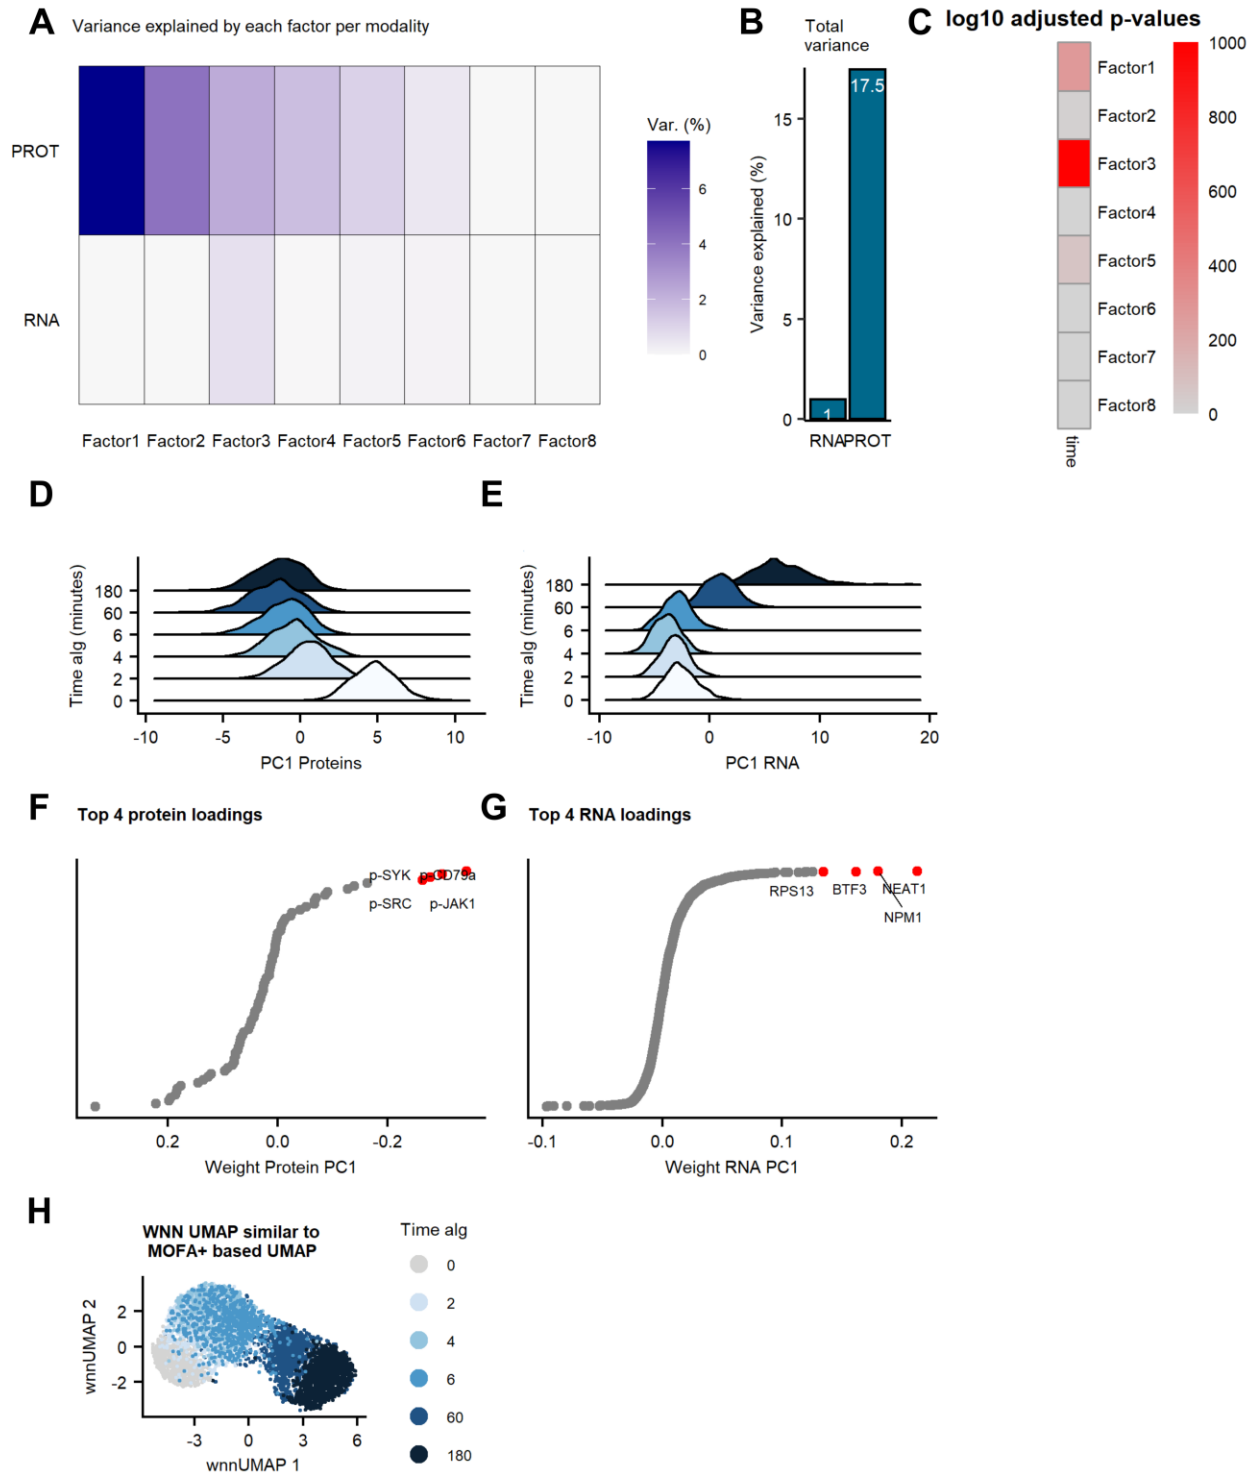 A Variance explained by each factor per modality
PROT
RNA
Factor1 Factor2 Factor3 Factor4 Factor5 Factor6 Factor7 Factor8
Var. (%)
6
4
2
0
B Total
variance
Variance explained (%)
15
10
5
0
17.5
1
RNA PROT
C log10 adjusted p-values
Factor1
Factor2
Factor3
Factor4
Factor5
Factor6
Factor7
Factor8
time
1000
800
600
400
200
0
D
Time alg (minutes)
180
60
6
4
2
0
-10 -5 0 5 10
PC1 Proteins
E
Time alg (minutes)
180
60
6
4
2
0
-10 0 10 20
PC1 RNA
F Top 4 protein loadings
p-SYK p-CD79a
p-SRC p-JAK1
0.2 0.0 -0.2
Weight Protein PC1
G Top 4 RNA loadings
RPS13 BTF3 NEAT1
NPM1
-0.1 0.0 0.1 0.2
Weight RNA PC1
H
WNN UMAP similar to
MOFA+ based UMAP
wnnUMAP 2
2
0
-2
-3 0 3 6
wnnUMAP 1
Time alg
0
2
4
6
60
180